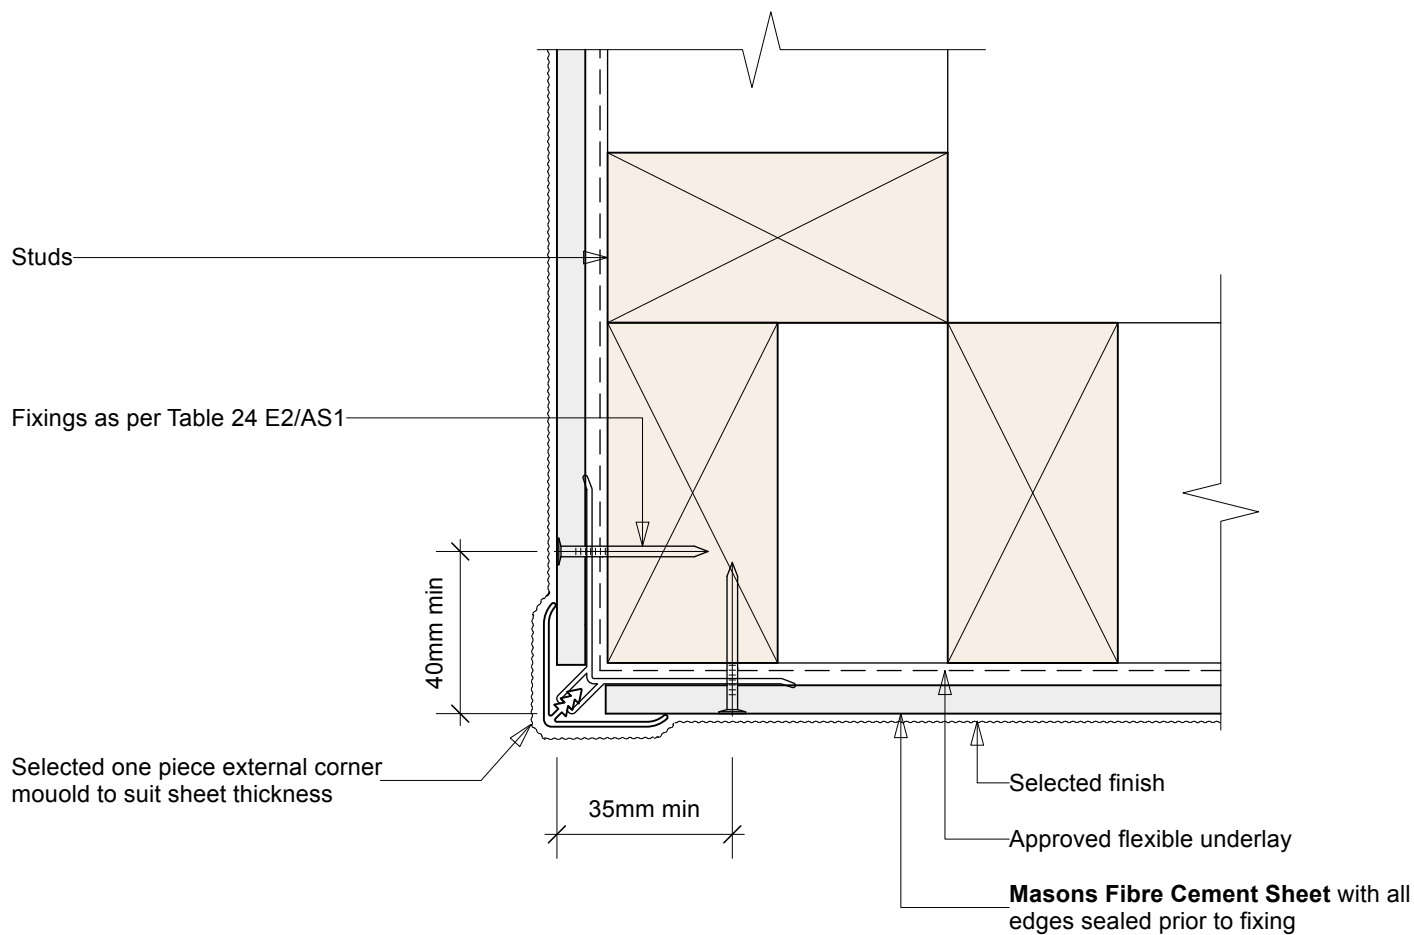 Studs
Fixings as per Table 24 E2/AS1
40mm min
Selected one piece external corner
mouold to suit sheet thickness
35mm min
Selected finish
Approved flexible underlay
Masons Fibre Cement Sheet with all
edges sealed prior to fixing